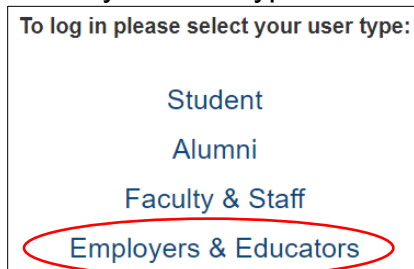 To log in please select your user type:
Student
Alumni
Faculty & Staff
Employers & Educators